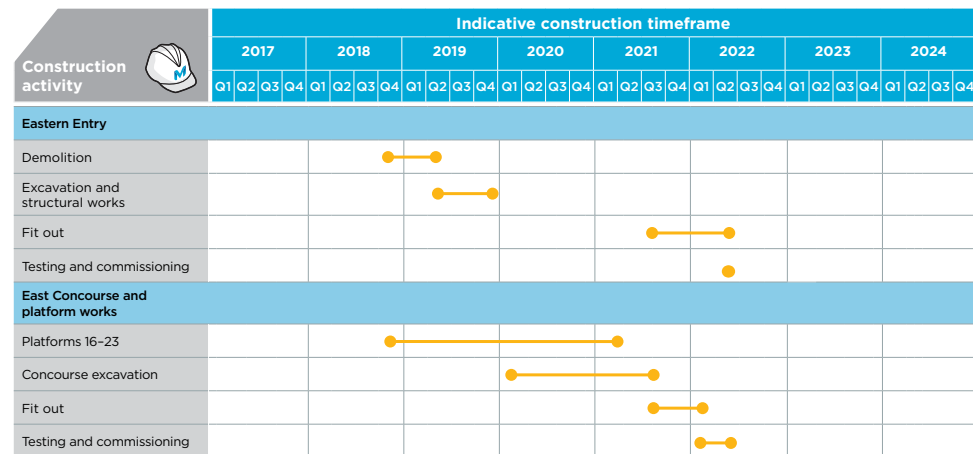 Indicative construction timeframe
Construction
activity
M
2017 2018 2019 2020 2021 2022 2023 2024
Q1 Q2 Q3 Q4 Q1 Q2 Q3 Q4 Q1 Q2 Q3 Q4 Q1 Q2 Q3 Q4 Q1 Q2 Q3 Q4 Q1 Q2 Q3 Q4 Q1 Q2 Q3 Q4 Q1 Q2 Q3 Q4
Eastern Entry
Demolition
Excavation and
structural works
Fit out
Testing and commissioning
East Concourse and
platform works
Platforms 16–23
Concourse excavation
Fit out
Testing and commissioning